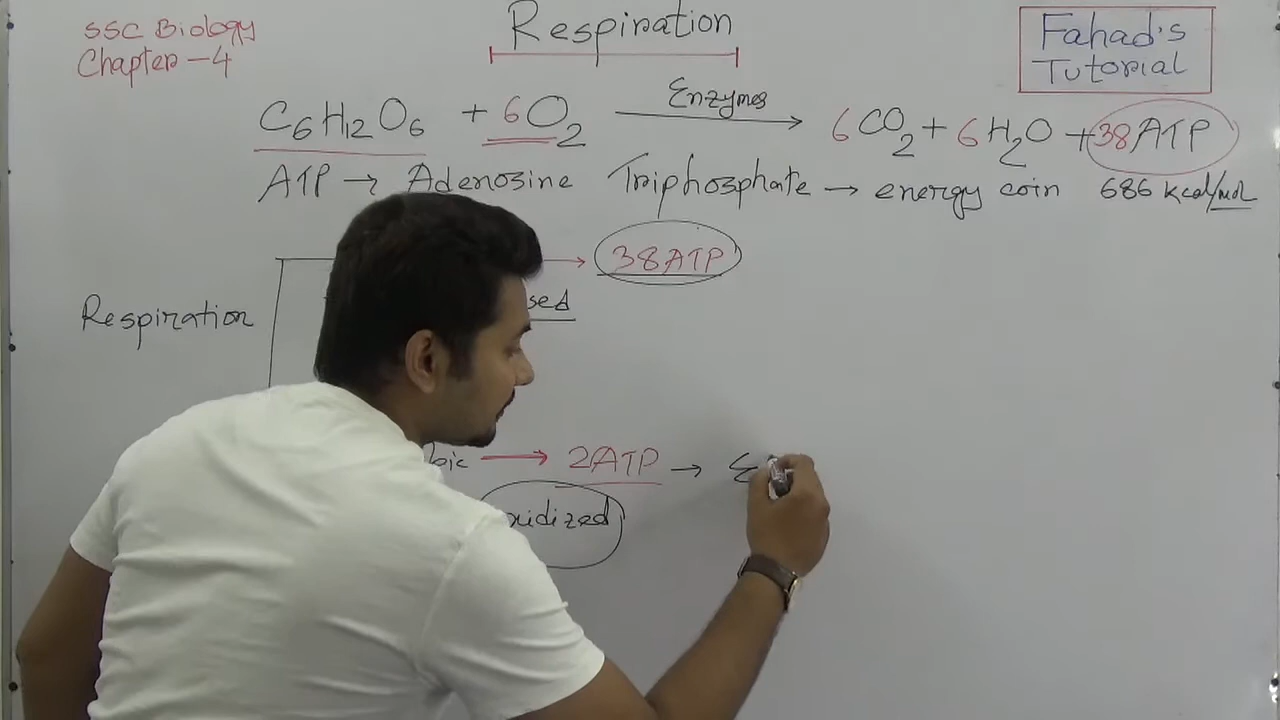 SSC Biology
Chapter - 4
Respiration
Fahad's
Tutorial
C6H12O6 + 6O2 Enzymes → 6CO2 + 6H2O + 38ATP
ATP → Adenosine Triphosphate → energy coin 686 kcal/mol
→ 38ATP
Respiration
→ 2ATP →